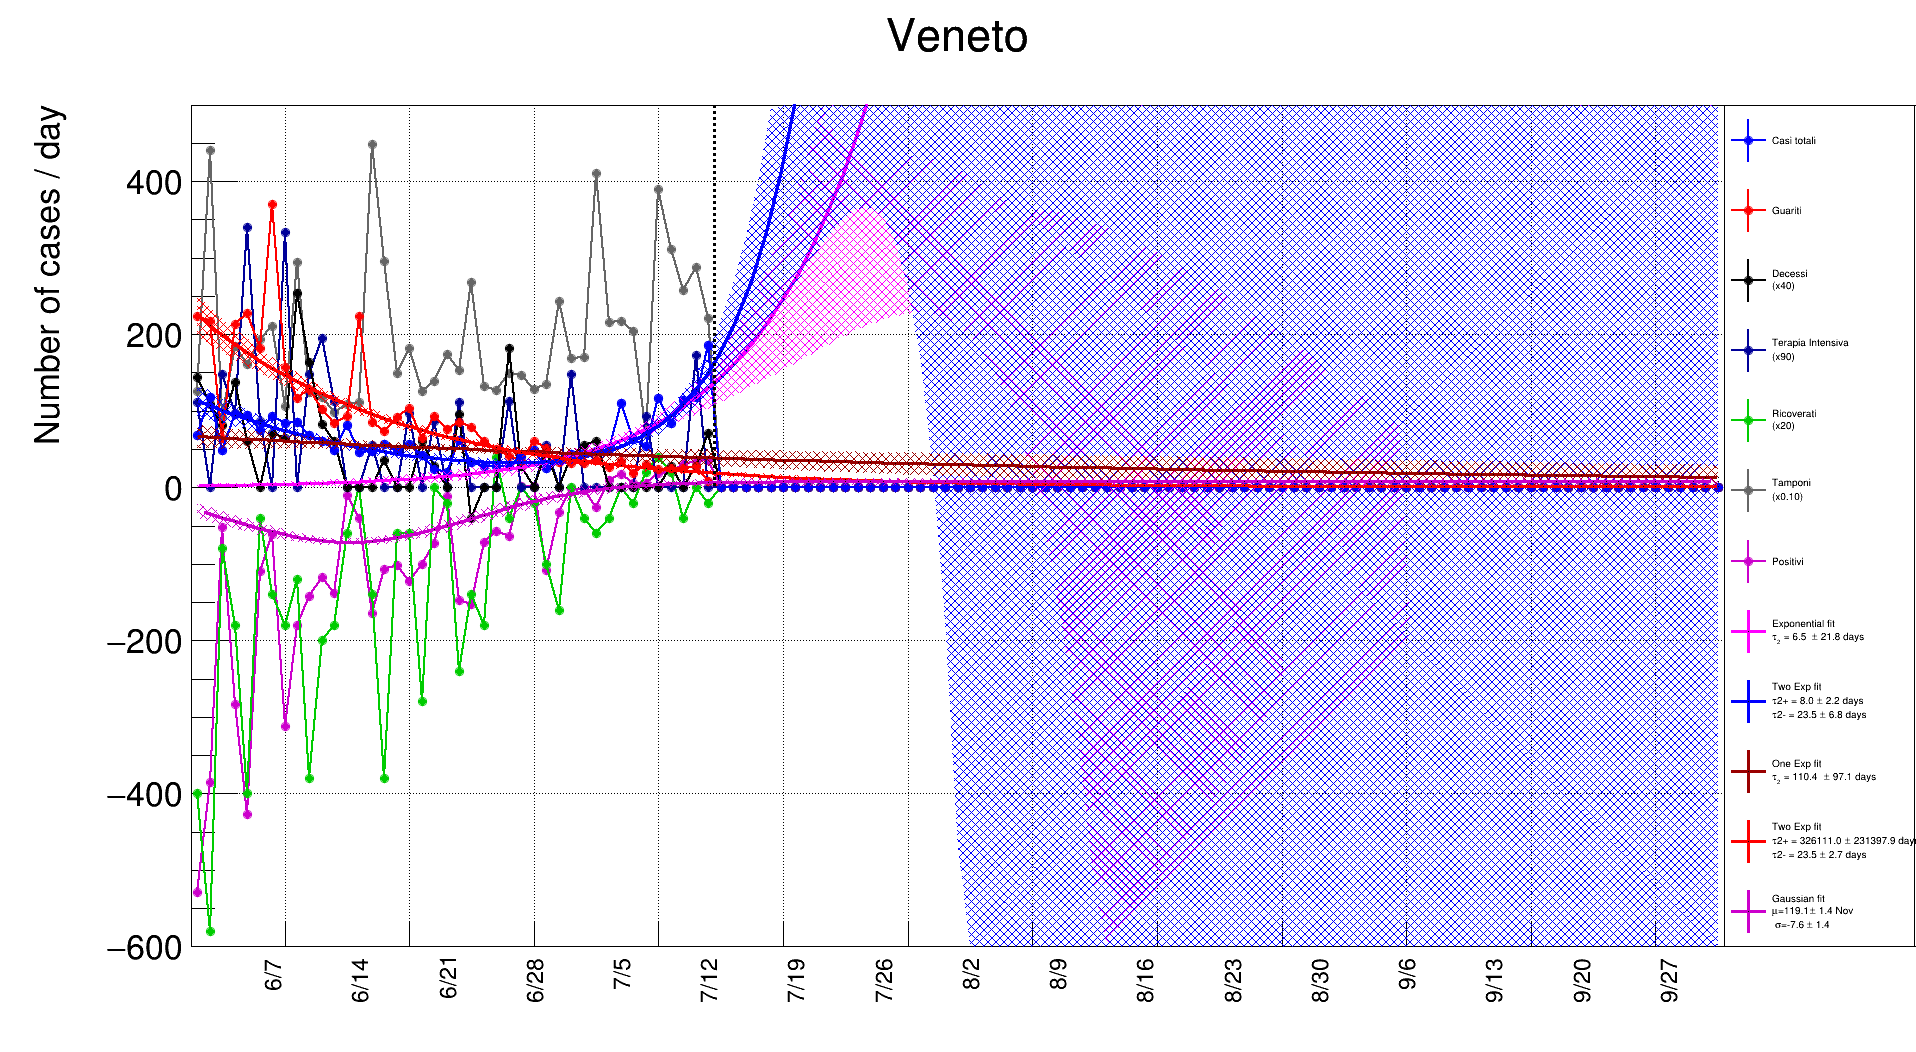 Veneto
Number of cases / day
400
200
0
−200
−400
−600
6/7
6/14
6/21
6/28
7/5
7/12
7/19
7/26
8/2
8/9
8/16
8/23
8/30
9/6
9/13
9/20
9/27
Casi totali
Guariti
Decessi
(x40)
Terapia Intensiva
(x90)
Ricoverati
(x20)
Tamponi
(x0.10)
Positivi
Exponential fit
τ₂ = 6.5 ± 21.8 days
Two Exp fit
τ2+ = 8.0 ± 2.2 days
τ2- = 23.5 ± 6.8 days
One Exp fit
τ₂ = 110.4 ± 97.1 days
Two Exp fit
τ2+ = 326111.0 ± 231397.9 day
τ2- = 23.5 ± 2.7 days
Gaussian fit
μ=119.1± 1.4 Nov
σ=-7.6 ± 1.4